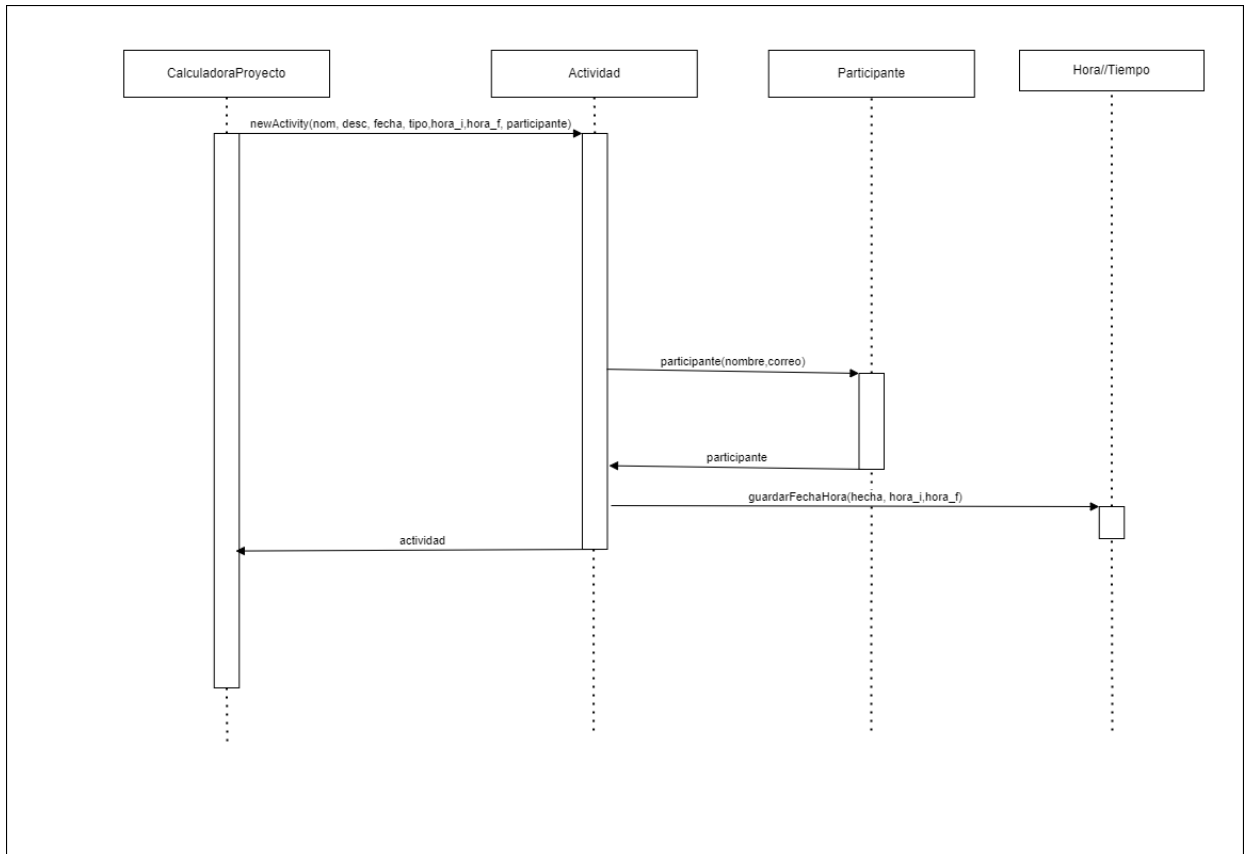 CalculadoraProyecto
Actividad
Participante
Hora//Tiempo
newActivity(nom, desc, fecha, tipo,hora_i,hora_f, participante)
participante(nombre,correo)
participante
guardarFechaHora(hecha, hora_i,hora_f)
actividad